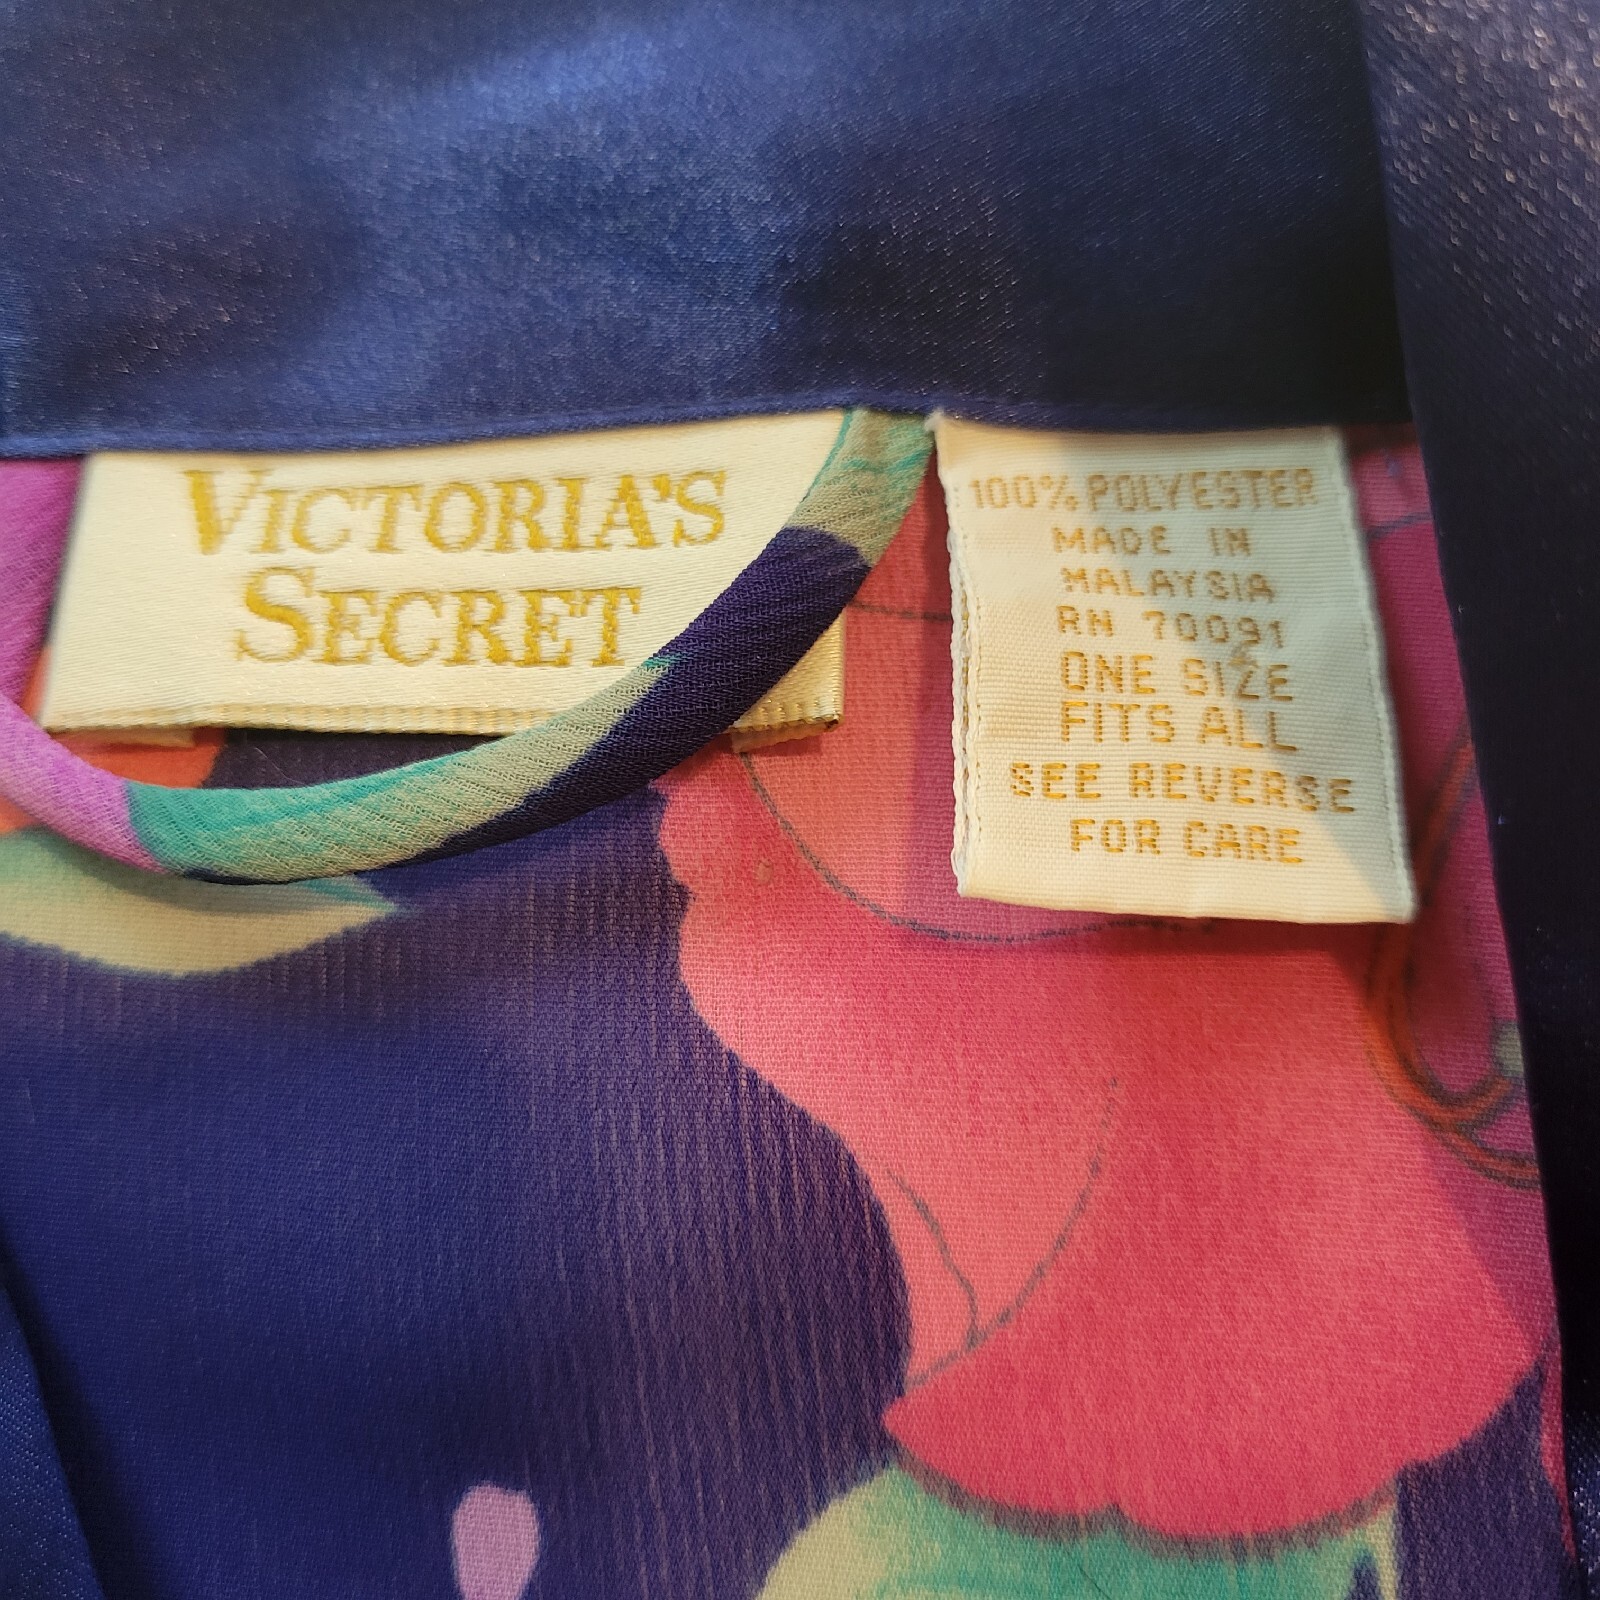 VICTORIA'S
SECRET
100% POLYESTER
MADE IN
MALAYSIA
RN 70091
ONE SIZE
FITS ALL
SEE REVERSE
FOR CARE